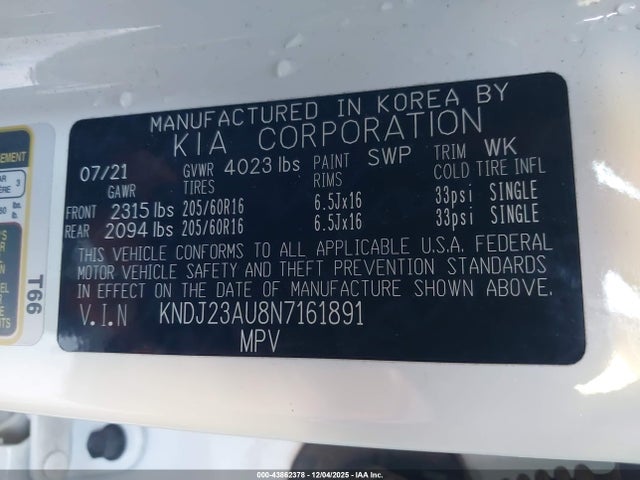 MANUFACTURED IN KOREA BY
KIA CORPORATION
07/21 GVWR 4023 lbs PAINT SWP TRIM WK
GAWR TIRES RIMS COLD TIRE INFL
FRONT 2315 lbs 205/60R16 6.5Jx16 33psi SINGLE
REAR 2094 lbs 205/60R16 6.5Jx16 33psi SINGLE
THIS VEHICLE CONFORMS TO ALL APPLICABLE U.S.A. FEDERAL
MOTOR VEHICLE SAFETY AND THEFT PREVENTION STANDARDS
IN EFFECT ON THE DATE OF MANUFACTURE SHOWN ABOVE.
V.I.N KNDJ23AU8N7161891
MPV
T66
3
©2000-43862378 - 12/04/2025 - IAA Inc.